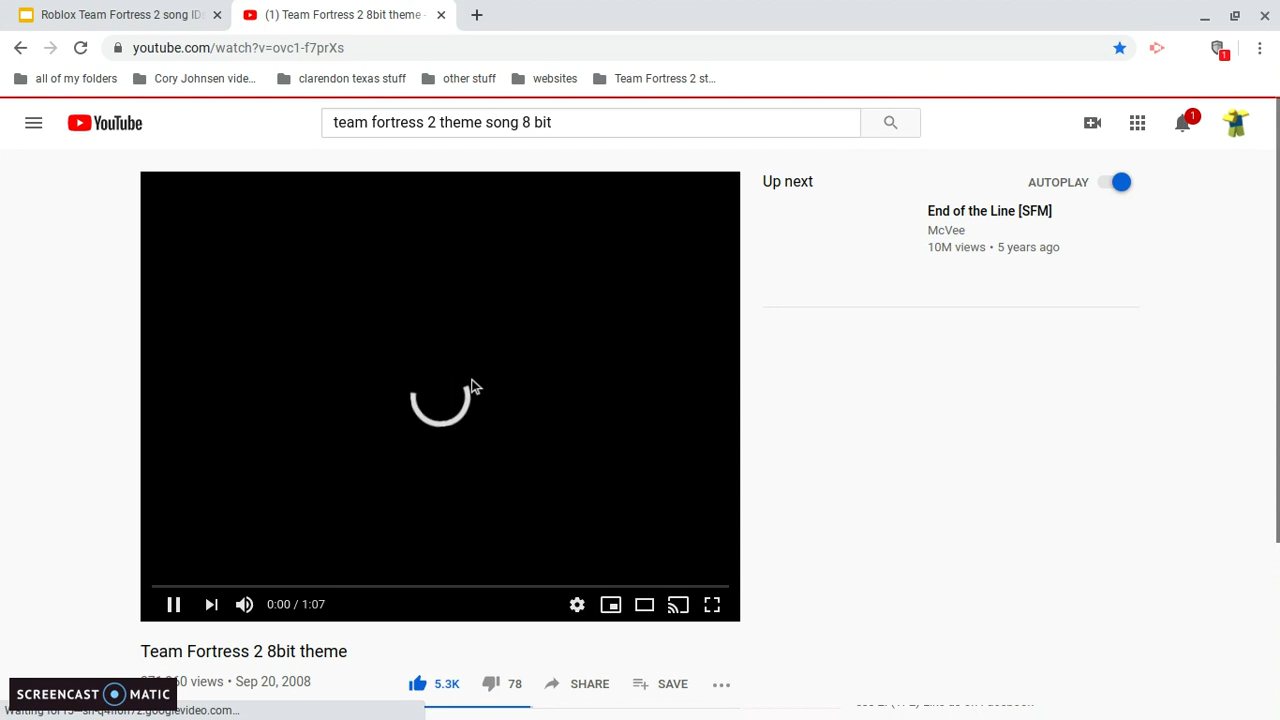 Roblox Team Fortress 2 song ID
(1) Team Fortress 2 8bit theme -
youtube.com/watch?v=ovc1-f7prXs
1
all of my folders
Cory Johnsen vide...
clarendon texas stuff
other stuff
websites
Team Fortress 2 st...
YouTube
team fortress 2 theme song 8 bit
1
Up next
AUTOPLAY
End of the Line [SFM]
McVee
10M views • 5 years ago
0:00 / 1:07
Team Fortress 2 8bit theme
views • Sep 20, 2008
5.3K
78
SHARE
SAVE
SCREENCAST MATIC